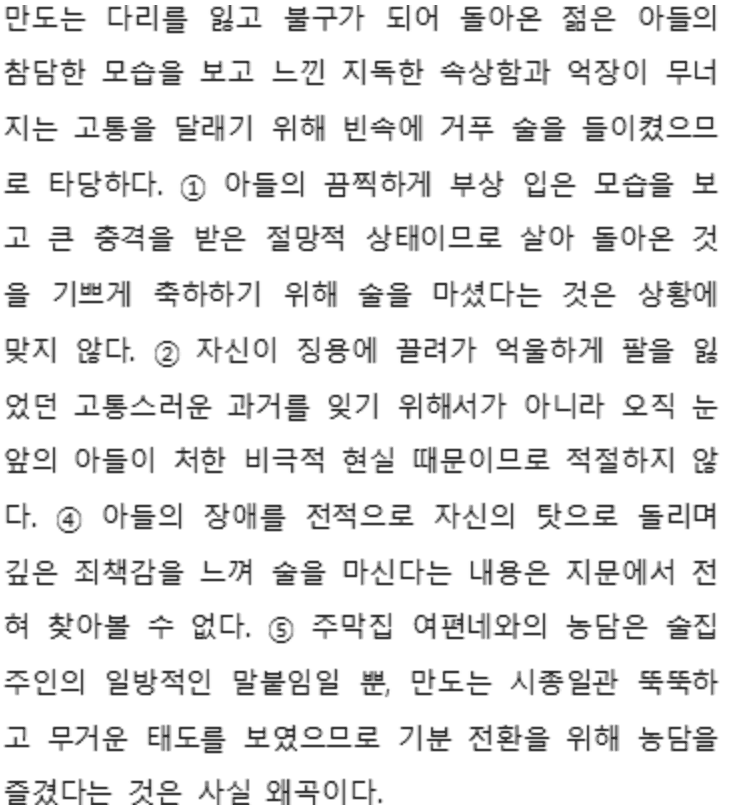 만도는 다리를 잃고 불구가 되어 돌아온 젊은 아들의
참담한 모습을 보고 느낀 지독한 속상함과 억장이 무너
지는 고통을 달래기 위해 빈속에 거푸 술을 들이켰으므
로 타당하다. ① 아들의 끔찍하게 부상 입은 모습을 보
고 큰 충격을 받은 절망적 상태이므로 살아 돌아온 것
을 기쁘게 축하하기 위해 술을 마셨다는 것은 상황에
맞지 않다. ② 자신이 징용에 끌려가 억울하게 팔을 잃
었던 고통스러운 과거를 잊기 위해서가 아니라 오직 눈
앞의 아들이 처한 비극적 현실 때문이므로 적절하지 않
다. ④ 아들의 장애를 전적으로 자신의 탓으로 돌리며
깊은 죄책감을 느껴 술을 마신다는 내용은 지문에서 전
혀 찾아볼 수 없다. ⑤ 주막집 여편네와의 농담은 술집
주인의 일방적인 말붙임일 뿐, 만도는 시종일관 뚝뚝하
고 무거운 태도를 보였으므로 기분 전환을 위해 농담을
즐겼다는 것은 사실 왜곡이다.